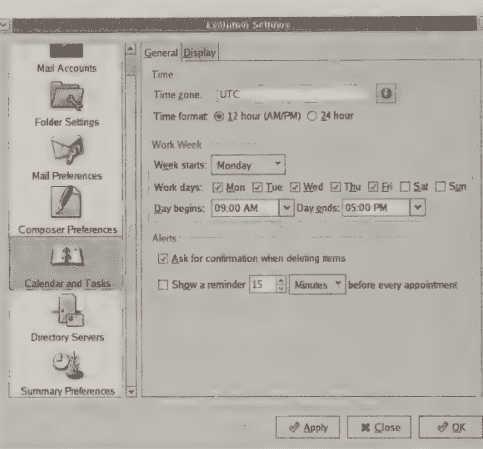 Evolution Settings
Mail Accounts
Folder Settings
Mail Preferences
Composer Preferences
Calendar and Tasks
Directory Servers
Summary Preferences
General Display
Time
Time zone: UTC
Time format: 12 hour (AM/PM) 24 hour
Work Week
Week starts: Monday
Work days: Mon Tue Wed Thu Fri Sat Sun
Day begins: 09:00 AM Day ends: 05:00 PM
Alerts
Ask for confirmation when deleting items
Show a reminder 15 Minutes before every appointment
Apply Close OK